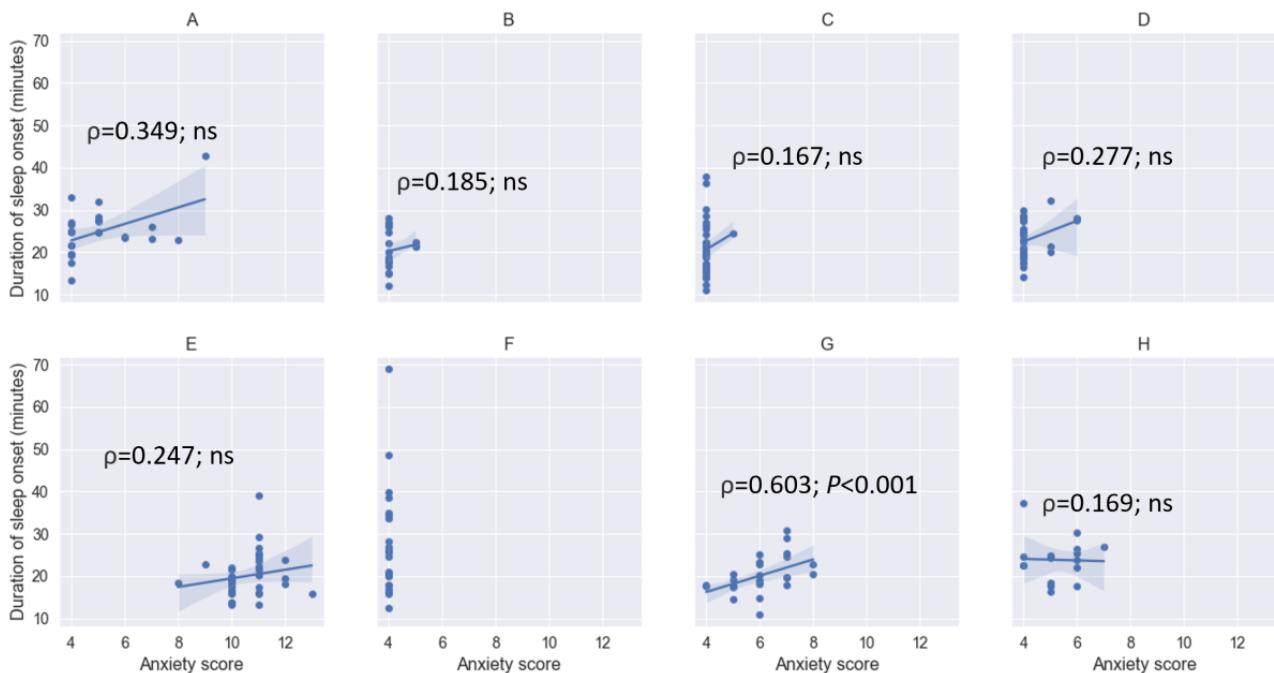 A
B
C
D
Duration of sleep onset (minutes)
70
60
50
40
30
20
10
ρ=0.349; ns
ρ=0.185; ns
ρ=0.167; ns
ρ=0.277; ns
E
F
G
H
Duration of sleep onset (minutes)
70
60
50
40
30
20
10
ρ=0.247; ns
ρ=0.603; P<0.001
ρ=0.169; ns
4 6 8 10 12
4 6 8 10 12
4 6 8 10 12
4 6 8 10 12
Anxiety score
Anxiety score
Anxiety score
Anxiety score